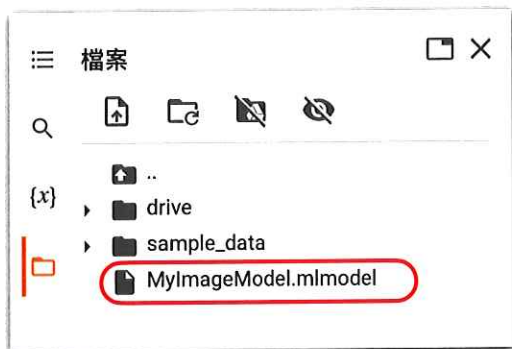 檔案
{x}
..
drive
sample_data
MyImageModel.mlmodel